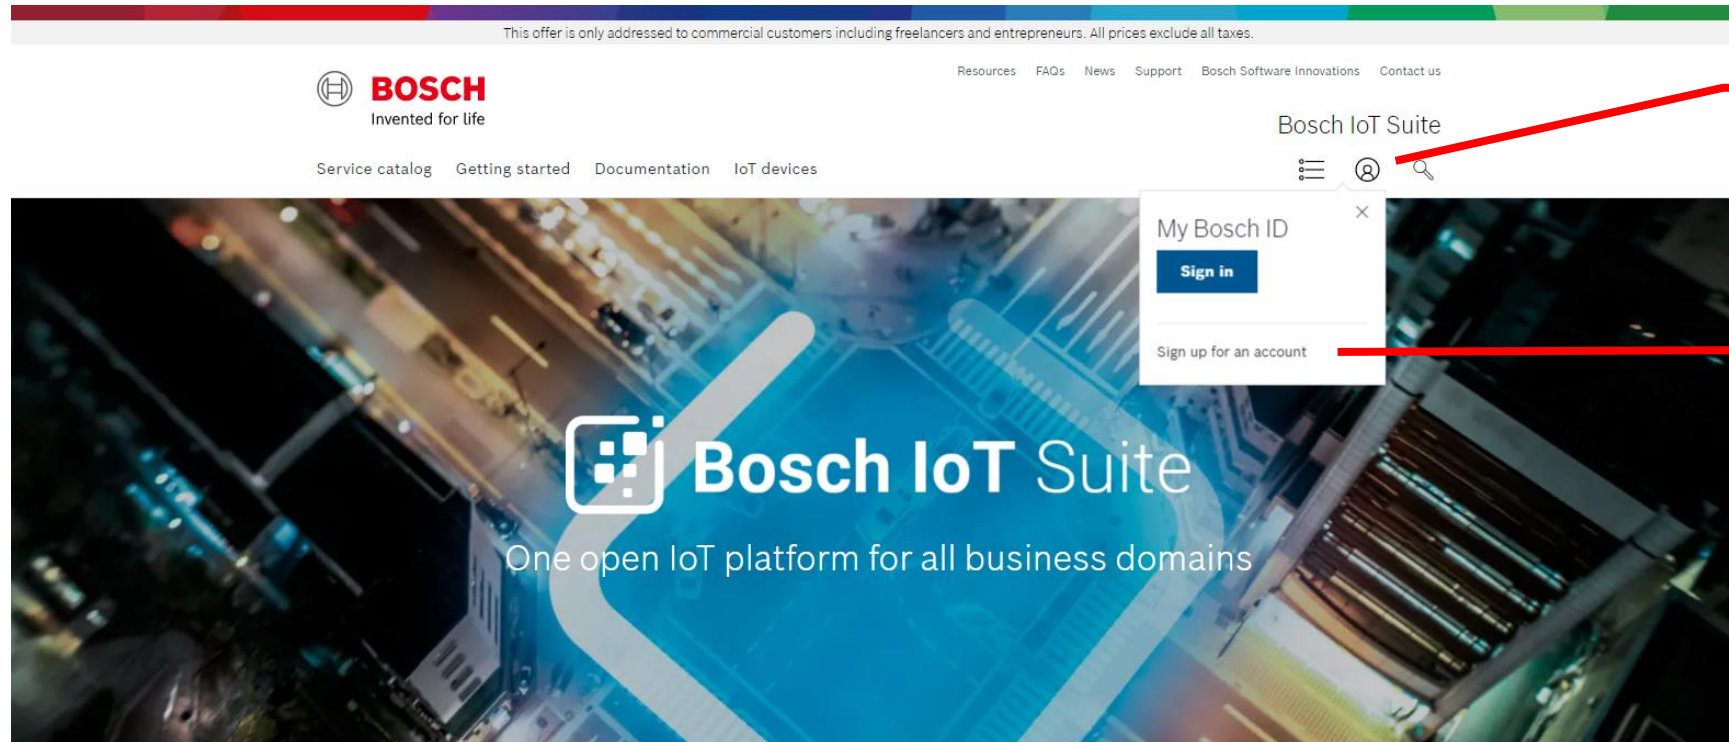 This offer is only addressed to commercial customers including freelancers and entrepreneurs. All prices exclude all taxes.
Resources FAQs News Support Bosch Software Innovations Contact us
BOSCH
Invented for life
Bosch IoT Suite
Service catalog Getting started Documentation IoT devices
My Bosch ID
Sign in
Sign up for an account
Bosch IoT Suite
One open IoT platform for all business domains